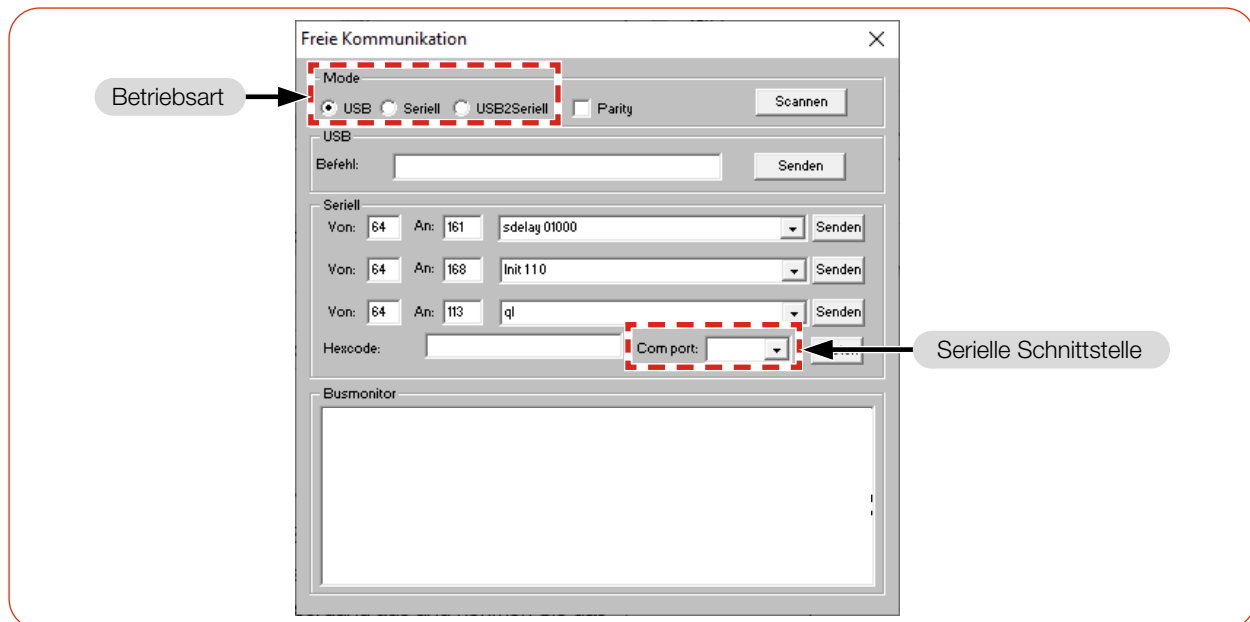 Freie Kommunikation
Mode
Betriebsart
USB Seriell USB2Seriell Parity Scannen
USB
Befehl: Senden
Seriell
Von: 64 An: 161 sdelay 01000 Senden
Von: 64 An: 168 Init 110 Senden
Von: 64 An: 113 ql Senden
Hexcode: Com port:
Serielle Schnittstelle
Busmonitor